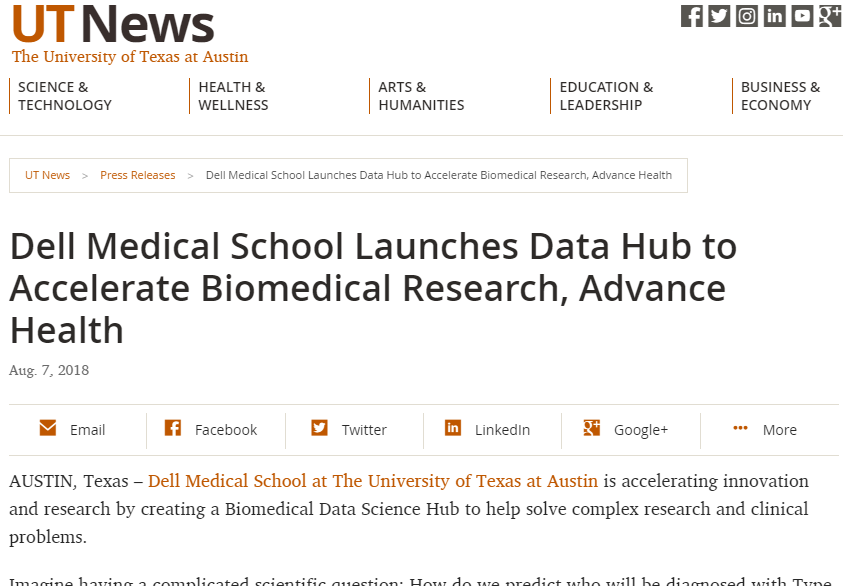 UT News
The University of Texas at Austin
SCIENCE & TECHNOLOGY
HEALTH & WELLNESS
ARTS & HUMANITIES
EDUCATION & LEADERSHIP
BUSINESS & ECONOMY
UT News > Press Releases > Dell Medical School Launches Data Hub to Accelerate Biomedical Research, Advance Health
Dell Medical School Launches Data Hub to
Accelerate Biomedical Research, Advance
Health
Aug. 7, 2018
Email Facebook Twitter LinkedIn Google+ More
AUSTIN, Texas – Dell Medical School at The University of Texas at Austin is accelerating innovation
and research by creating a Biomedical Data Science Hub to help solve complex research and clinical
problems.
Imagine having a complicated scientific question: How do we predict who will be diagnosed with Type